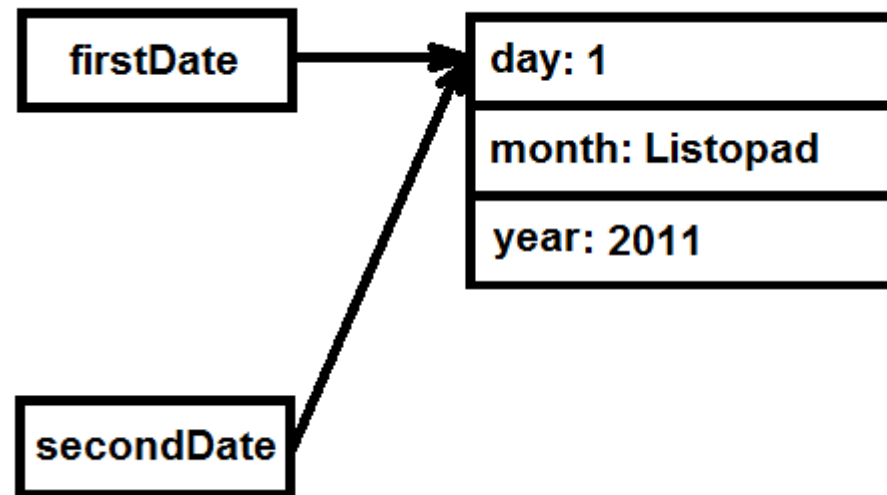 firstDate
day: 1
month: Listopad
year: 2011
secondDate